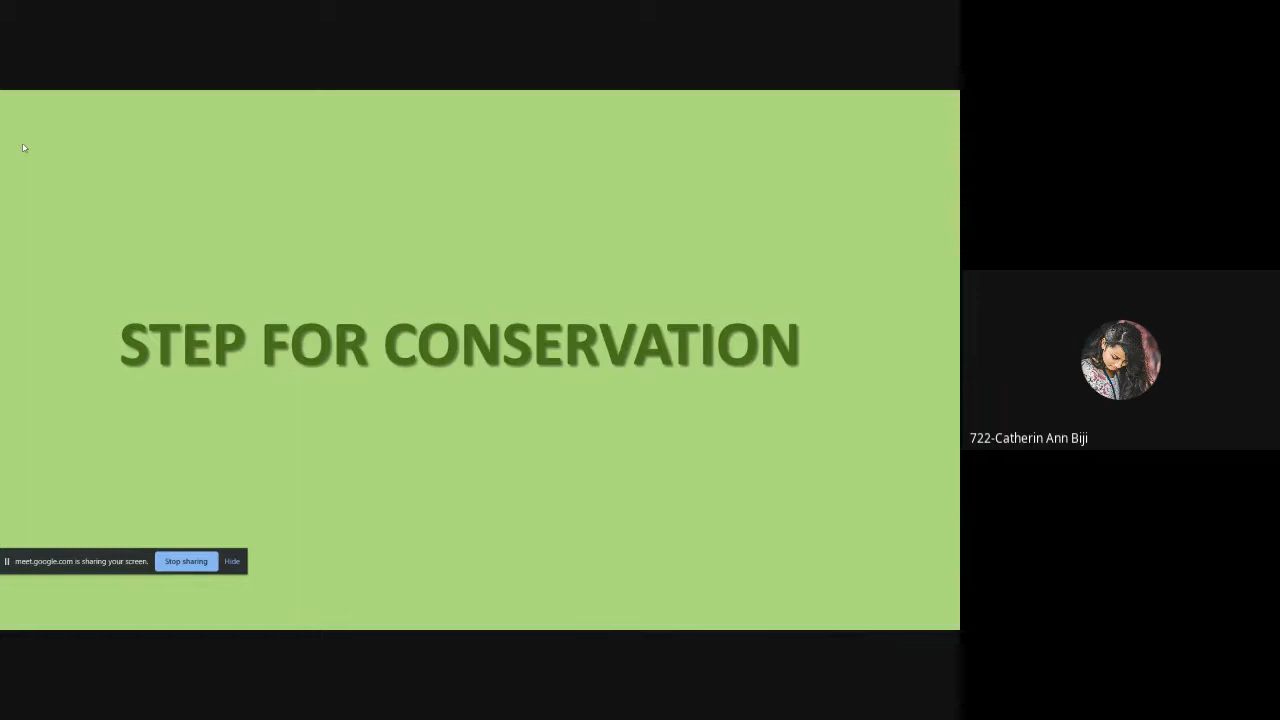 STEP FOR CONSERVATION
722-Catherin Ann Biji
meet.google.com is sharing your screen. Stop sharing Hide